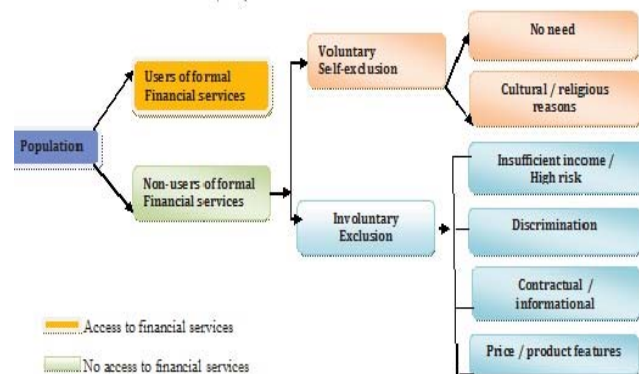 Population
Users of formal
Financial services
Non-users of formal
Financial services
Voluntary
Self-exclusion
Involuntary
Exclusion
No need
Cultural / religious
reasons
Insufficient income /
High risk
Discrimination
Contractual /
informational
Price / product features
Access to financial services
No access to financial services